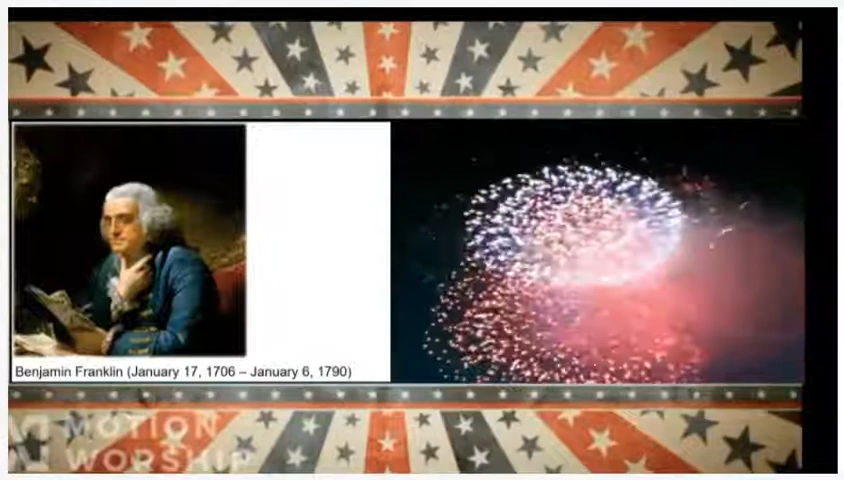 Benjamin Franklin (January 17, 1706 – January 6, 1790)
MOTION
WORSHIP